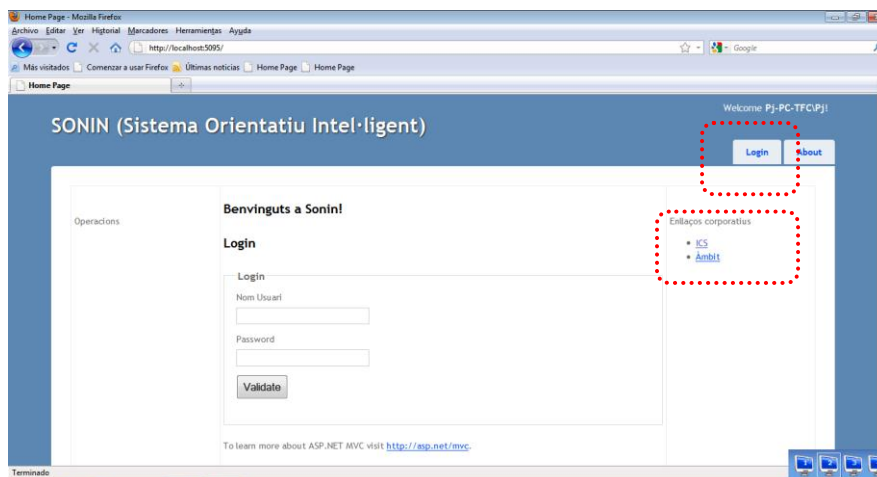 Home Page - Mozilla Firefox
Archivo Editar Ver Historial Marcadores Herramientas Ayuda
http://localhost:5095/
Google
Más visitados Comenzar a usar Firefox Últimas noticias Home Page Home Page
Home Page
Welcome Pj-PC-TFC\Pj!
SONIN (Sistema Orientatiu Intel·ligent)
Login About
Operacions
Benvinguts a Sonin!
Login
Login
Nom Usuari
Password
Validate
To learn more about ASP.NET MVC visit http://asp.net/mvc.
Enllaços corporatius
ICS
Àmbit
Terminado